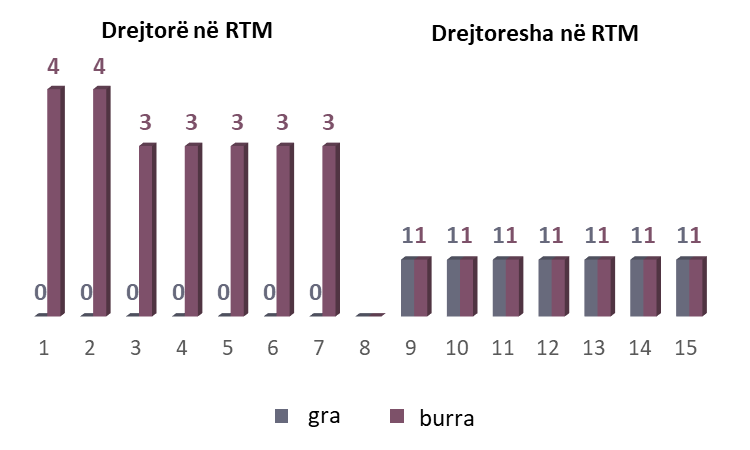 Drejtorë në RTM
Drejtoresha në RTM
4 4 3 3 3 3 3
11 11 11 11 11 11 11
0 0 0 0 0 0 0
1 2 3 4 5 6 7 8 9 10 11 12 13 14 15
gra burra